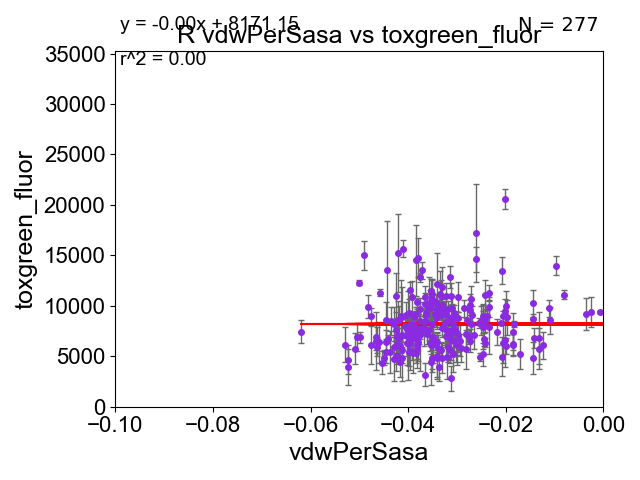 y = -0.00x + 8171.15
N = 277
R vdwPerSasa vs toxgreen_fluor
r^2 = 0.00
35000
30000
25000
20000
15000
10000
5000
0
toxgreen_fluor
−0.10 −0.08 −0.06 −0.04 −0.02 0.00
vdwPerSasa